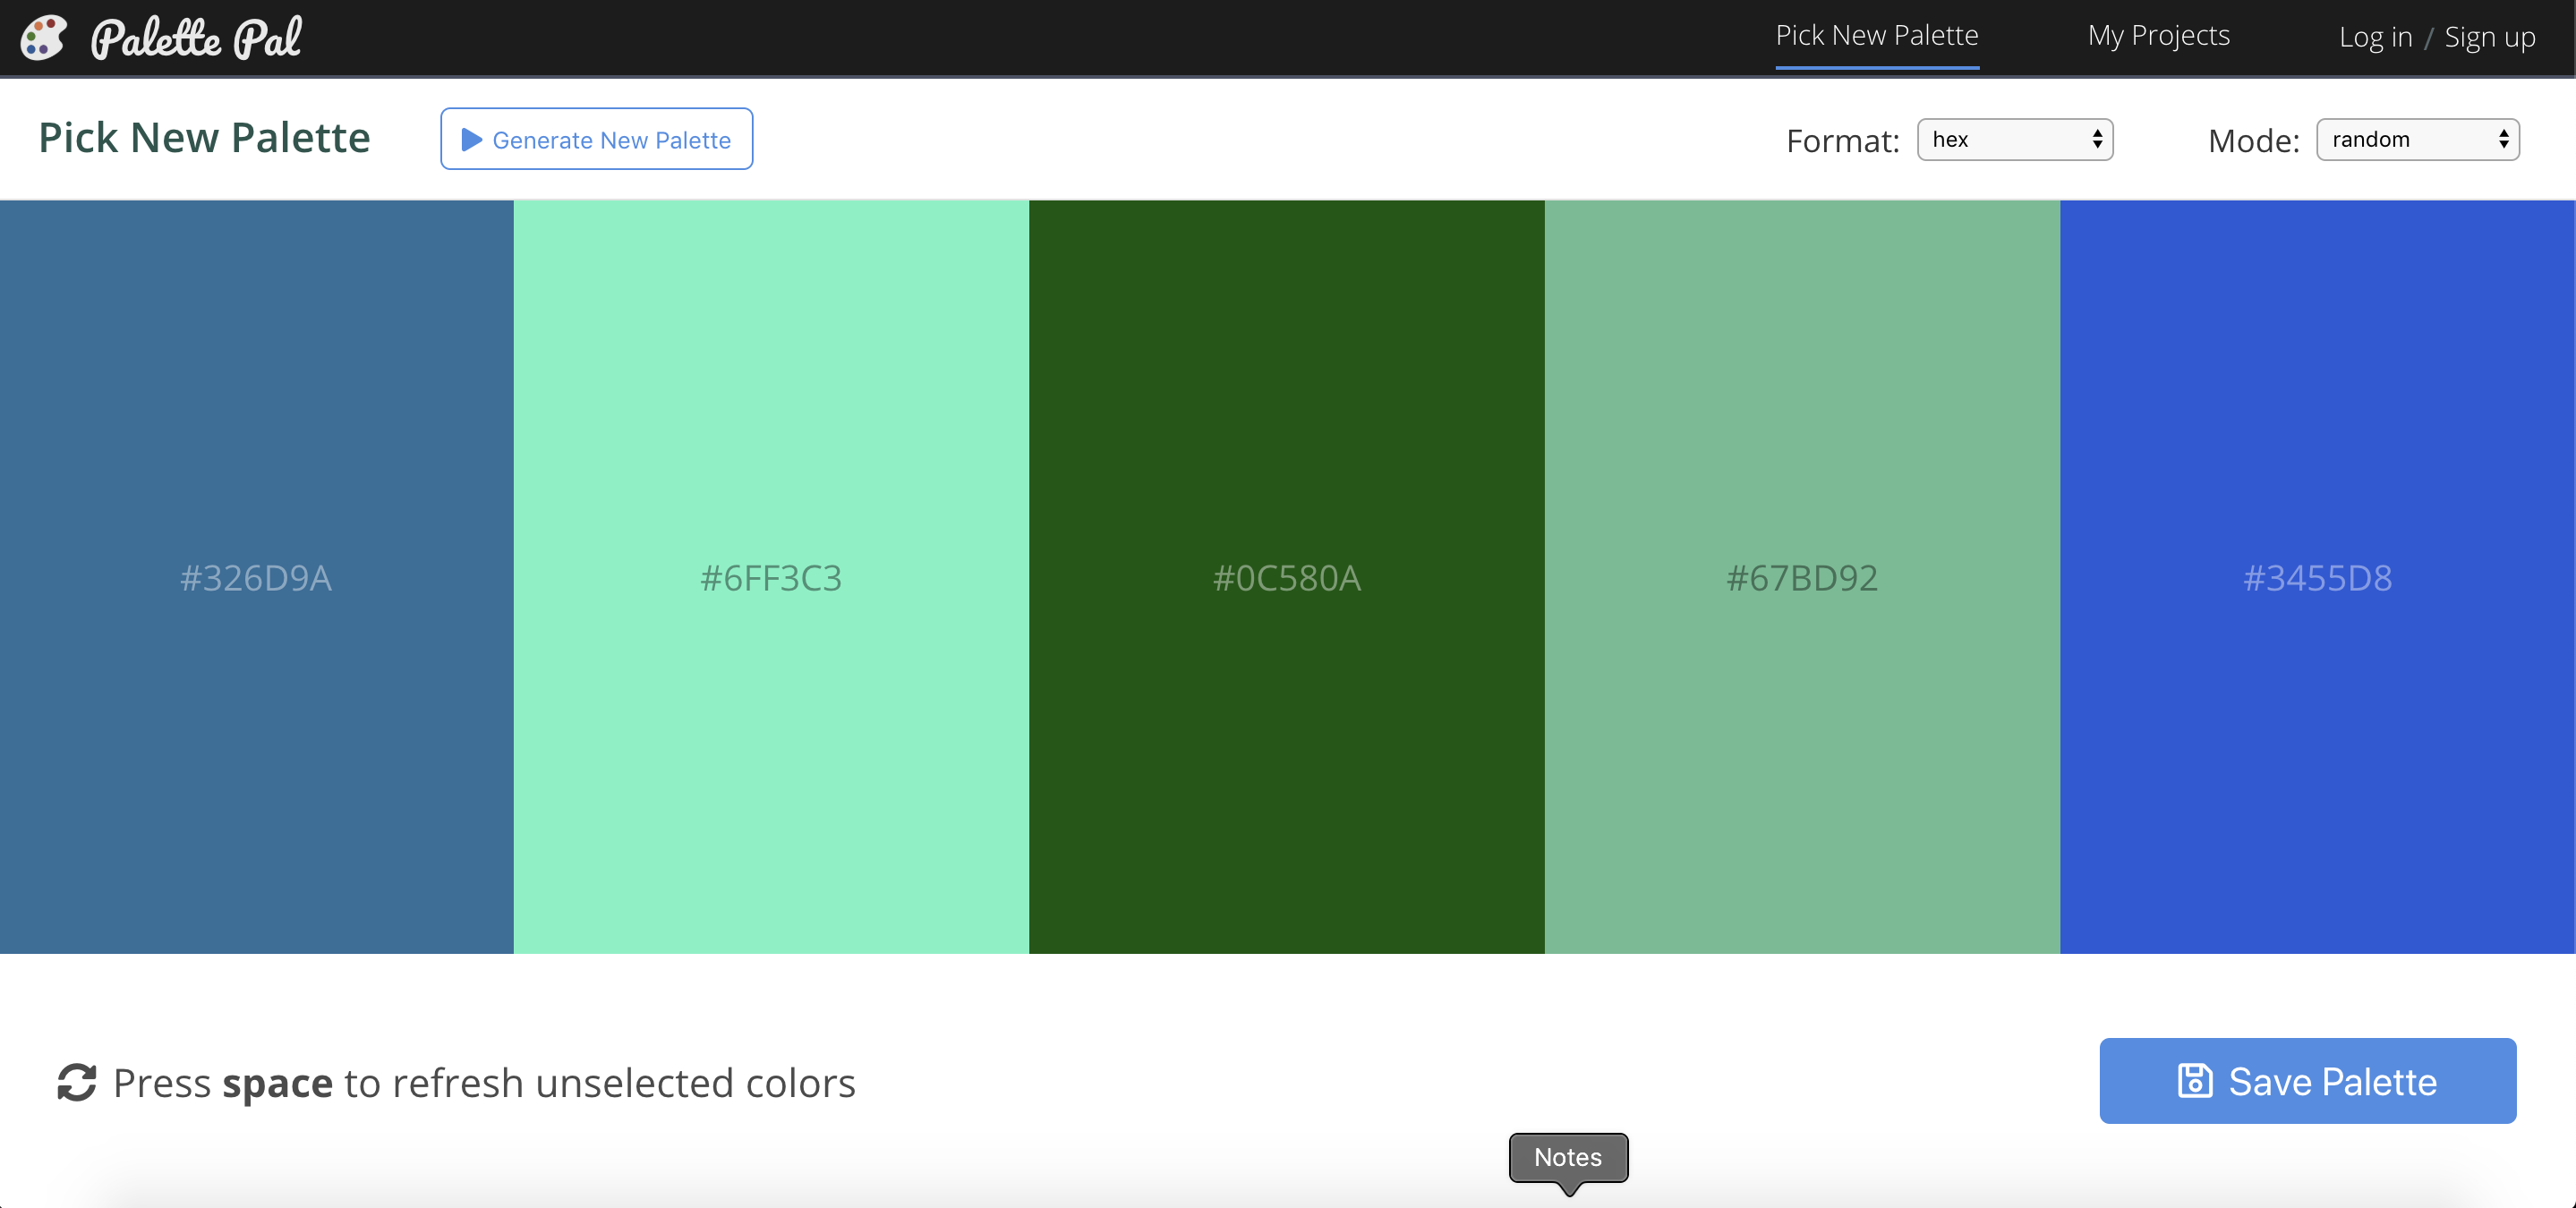 Palette Pal
Pick New Palette
My Projects
Log in / Sign up
Pick New Palette
Generate New Palette
Format: hex
Mode: random
#326D9A
#6FF3C3
#0C580A
#67BD92
#3455D8
Press space to refresh unselected colors
Save Palette
Notes